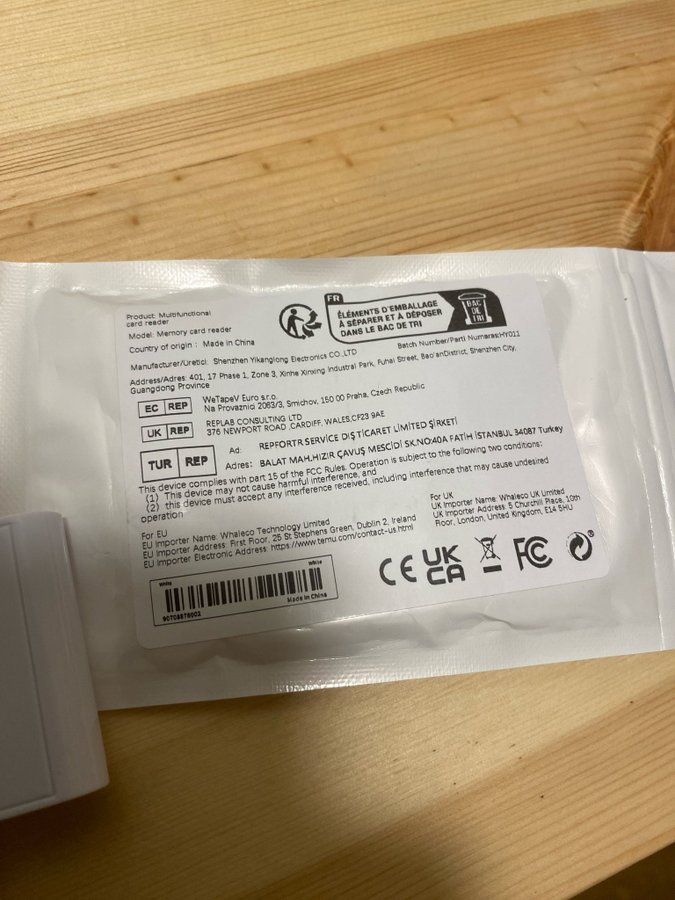 Product: Multifunctional
card reader
Model: Memory card reader
Country of origin : Made in China
FR
ÉLÉMENTS D'EMBALLAGE
À SÉPARER ET À DÉPOSER
DANS LE BAC DE TRI
BAC
DE
TRI
Batch Number/Parti Numarası:HY011
Manufacturer/Üretici: Shenzhen Yikanglong Electronics CO.,LTD
Address/Adres: 401, 17 Phase 1, Zone 3, Xinhe Xinxing Industrial Park, Fuhai Street, Bao'anDistrict, Shenzhen City,
Guangdong Province
EC REP
WeTapeV Euro s.r.o.
Na Provaznici 2063/3, Smichov, 150 00 Praha, Czech Republic
UK REP
REPLAB CONSULTING LTD
376 NEWPORT ROAD ,CARDIFF, WALES,CF23 9AE
TUR REP
Ad: REPFORTR SERVICE DIŞ TİCARET LİMİTED ŞİRKETİ
Adres: BALAT MAH.HIZIR ÇAVUŞ MESCİDİ SK.NO:40A FATİH İSTANBUL 34087 Turkey
This device complies with part 15 of the FCC Rules. Operation is subject to the following two conditions:
(1) This device may not cause harmful interference, and
(2) this device must accept any interference received, including interference that may cause undesired
operation.
For EU
EU Importer Name: Whaleco Technology Limited
EU Importer Address: First Floor, 25 St Stephens Green, Dublin 2, Ireland
EU Importer Electronic Address: https://www.temu.com/contact-us.html
For UK
UK Importer Name: Whaleco UK Limited
UK Importer Address: 5 Churchill Place, 10th
Floor, London, United Kingdom, E14 5HU
White
White
Made In China
CE
UK
CA
FC